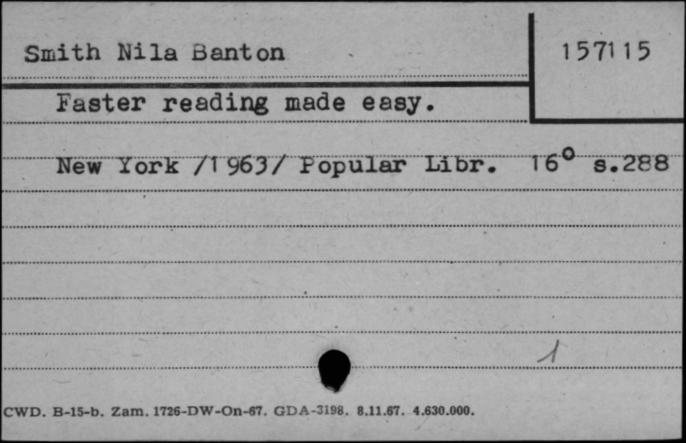 Smith Nila Banton
157115
Faster reading made easy.
New York /1963/ Popular Libr. 16° s.288
1
CWD. B-15-b. Zam. 1726-DW-On-67. GDA-3198. 8.11.67. 4.630.000.